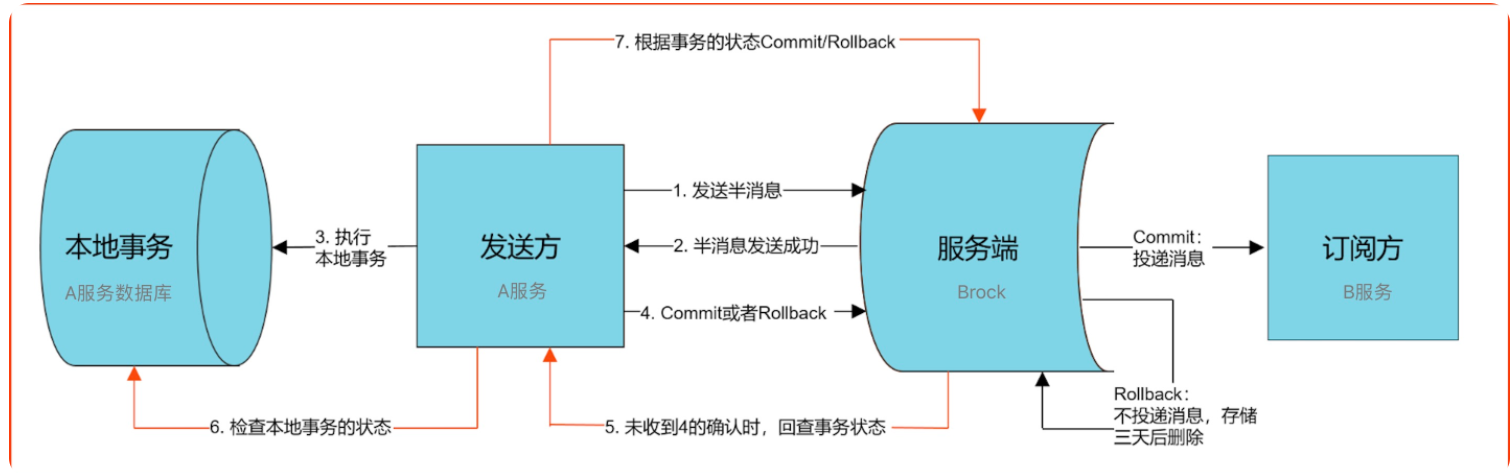 7. 根据事务的状态Commit/Rollback
本地事务
A服务数据库
3. 执行
本地事务
发送方
A服务
1. 发送半消息
2. 半消息发送成功
4. Commit或者Rollback
服务端
Brock
Commit：
投递消息
订阅方
B服务
Rollback：
不投递消息，存储
三天后删除
6. 检查本地事务的状态
5. 未收到4的确认时，回查事务状态